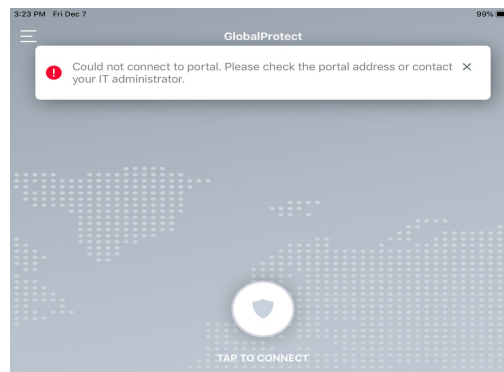 3:23 PM Fri Dec 7
99%
GlobalProtect
Could not connect to portal. Please check the portal address or contact
your IT administrator.
TAP TO CONNECT